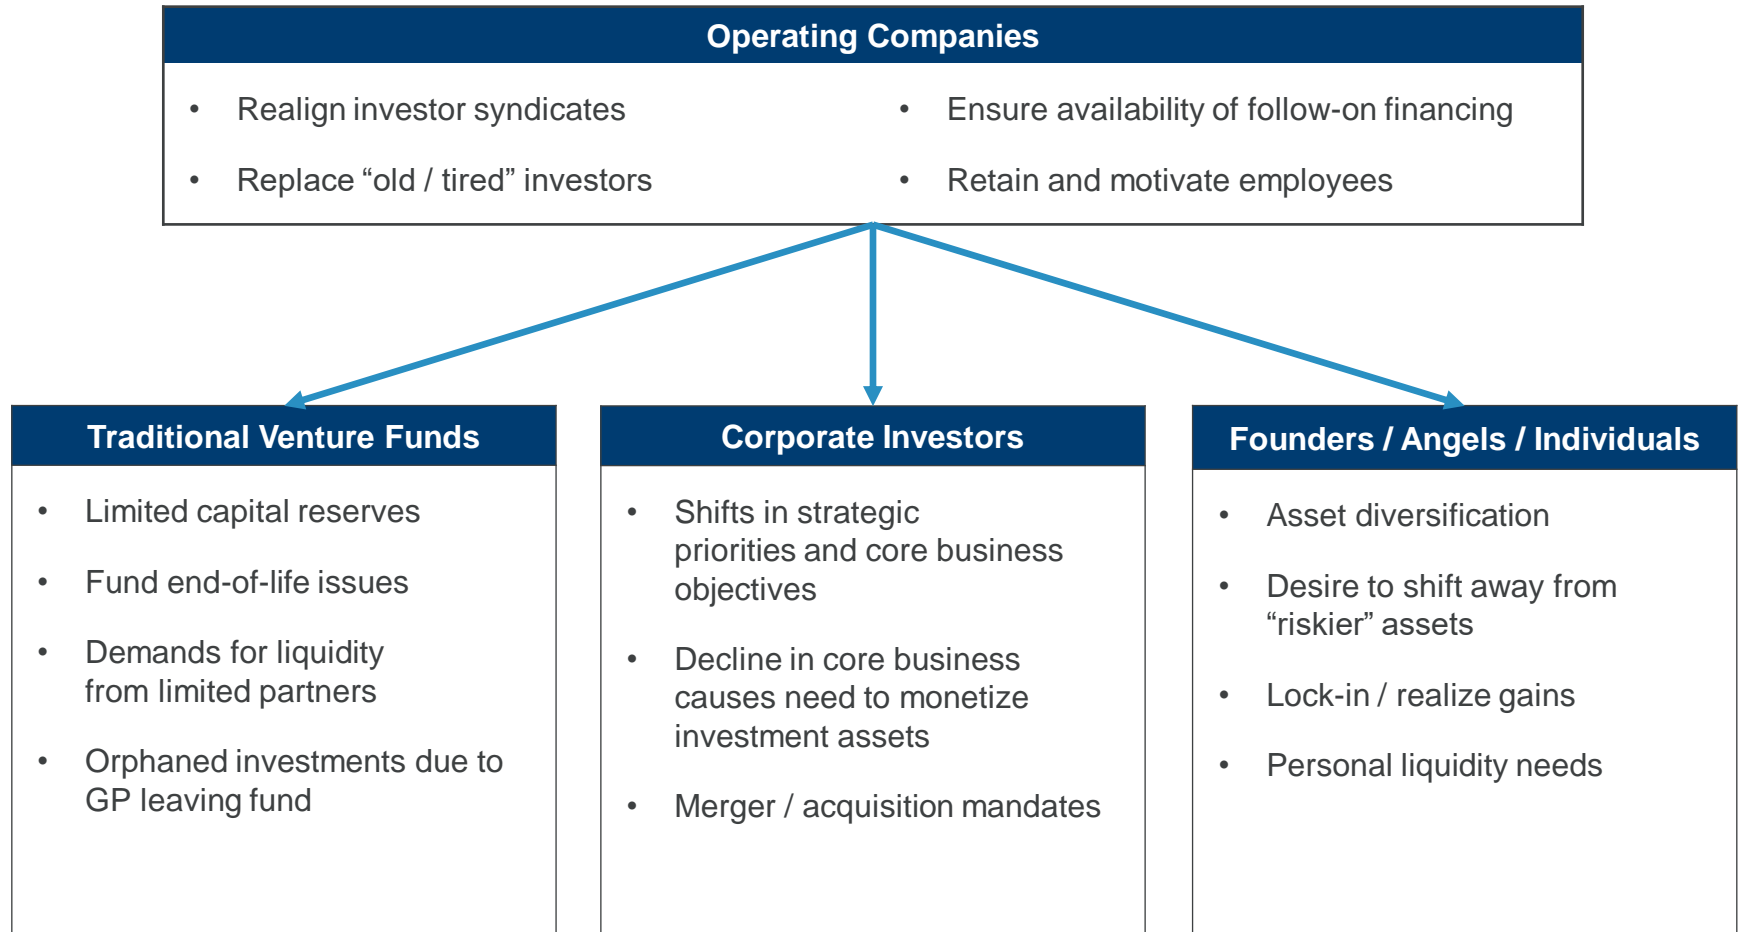 Operating Companies
• Realign investor syndicates
• Replace “old / tired” investors
• Ensure availability of follow-on financing
• Retain and motivate employees
Traditional Venture Funds
• Limited capital reserves
• Fund end-of-life issues
• Demands for liquidity
from limited partners
• Orphaned investments due to
GP leaving fund
Corporate Investors
• Shifts in strategic
priorities and core business
objectives
• Decline in core business
causes need to monetize
investment assets
• Merger / acquisition mandates
Founders / Angels / Individuals
• Asset diversification
• Desire to shift away from
“riskier” assets
• Lock-in / realize gains
• Personal liquidity needs